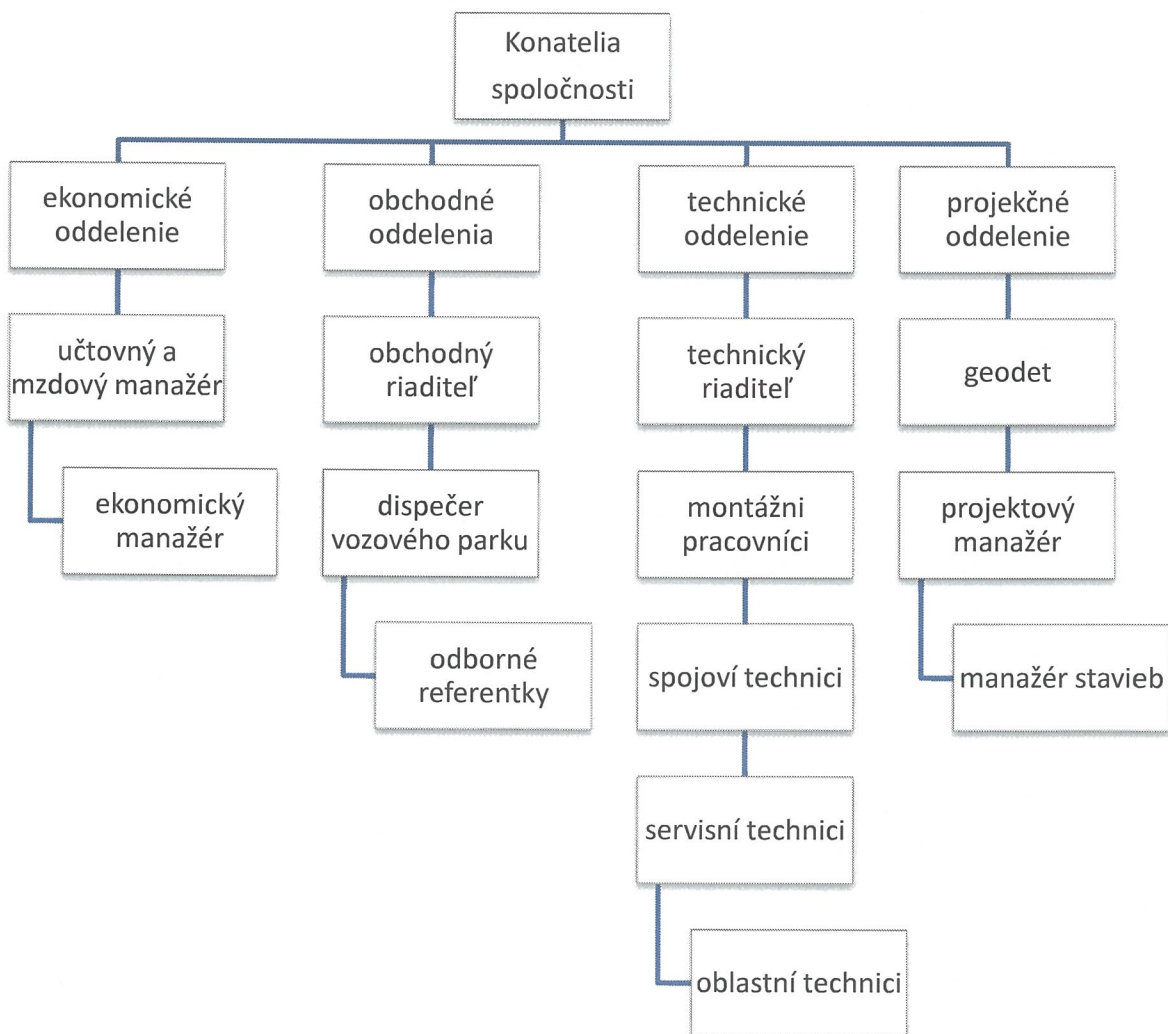 Konatelia
spoločnosti
ekonomické
oddelenie
obchodné
oddelenia
technické
oddelenie
projekčné
oddelenie
učtovný a
mzdový manažér
obchodný
riaditeľ
technický
riaditeľ
geodet
ekonomický
manažér
dispečer
vozového parku
montážni
pracovníci
projektový
manažér
odborné
referentky
spojoví technici
manažér stavieb
servisní technici
oblastní technici